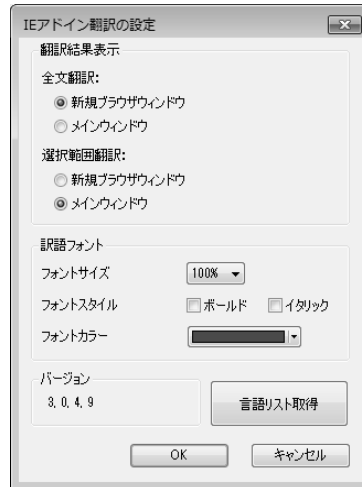 IEアドイン翻訳の設定
翻訳結果表示
全文翻訳:
新規ブラウザウィンドウ
メインウィンドウ
選択範囲翻訳:
新規ブラウザウィンドウ
メインウィンドウ
訳語フォント
フォントサイズ 100%
フォントスタイル ボールド イタリック
フォントカラー
バージョン
3, 0, 4, 9
言語リスト取得
OK キャンセル